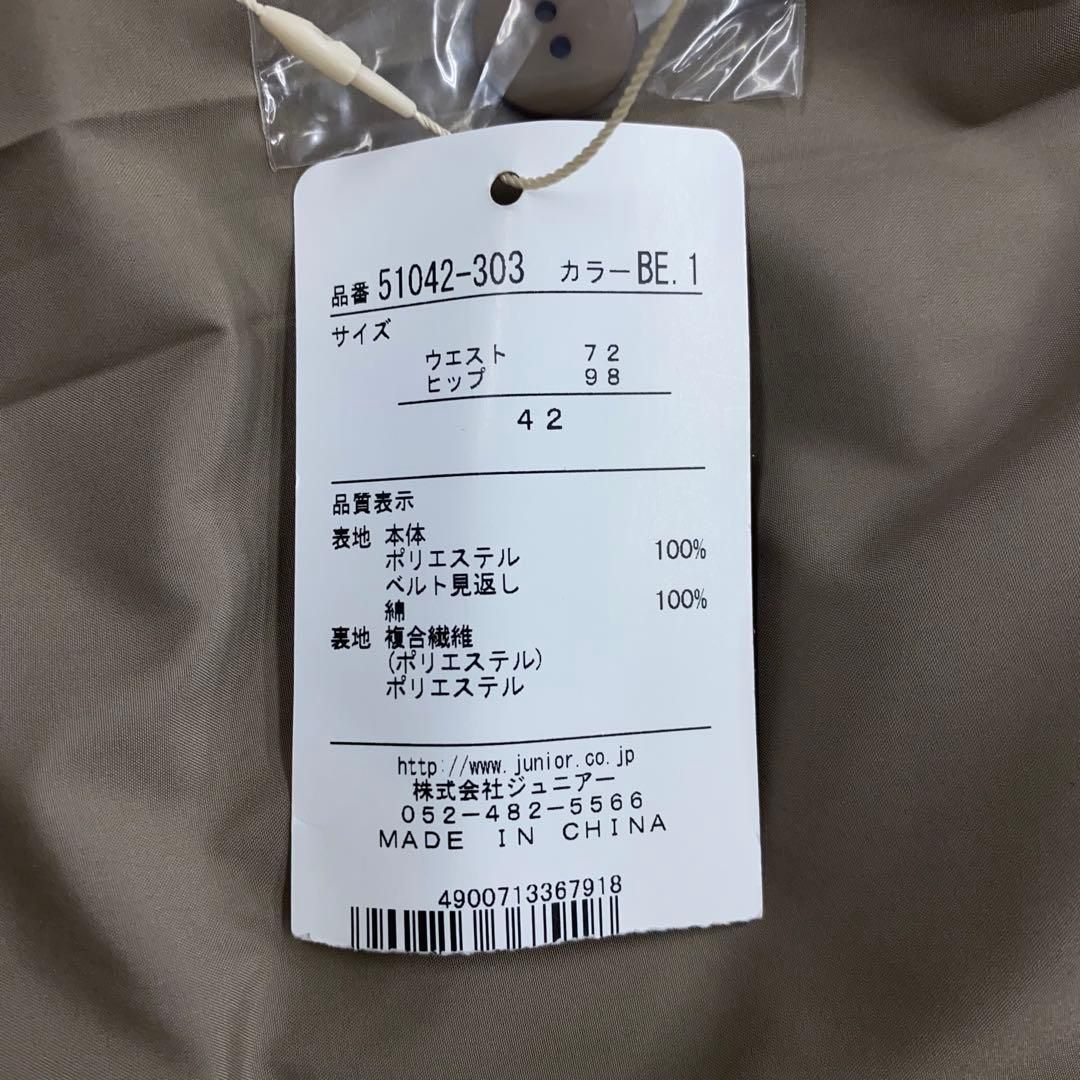 品番 51042-303 カラー BE.1
サイズ
ウエスト 72
ヒップ 98
42
品質表示
表地 本体
ポリエステル 100%
ベルト見返し
綿 100%
裏地 複合繊維
(ポリエステル)
ポリエステル
http://www.junior.co.jp
株式会社ジュニアー
052-482-5566
MADE IN CHINA
4900713367918